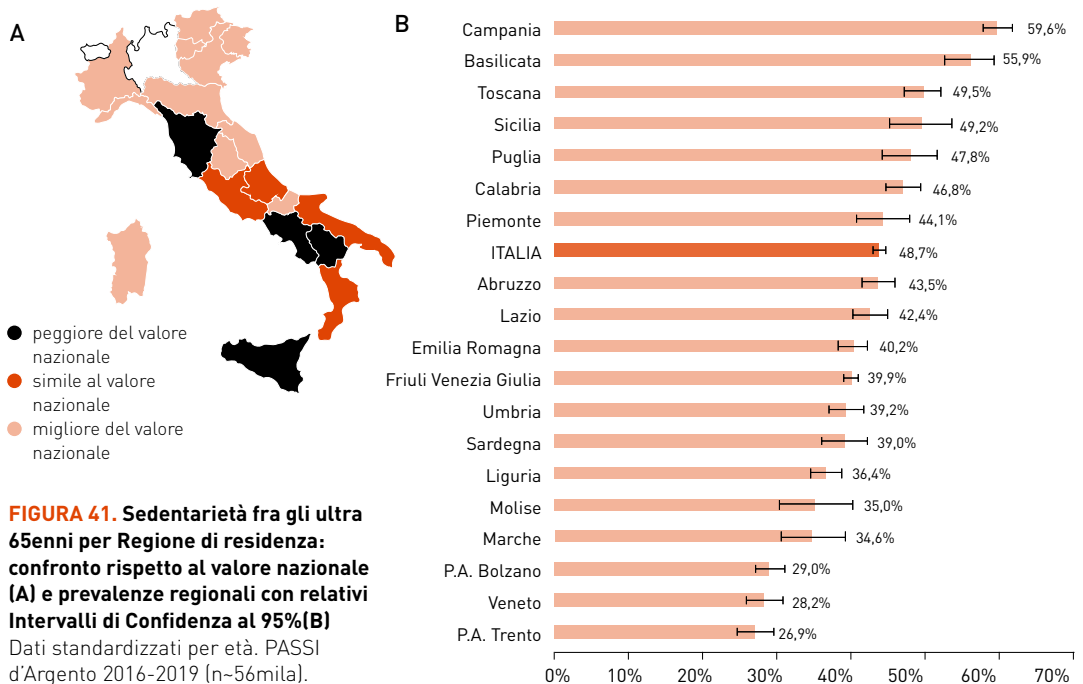 A
peggiore del valore
nazionale
simile al valore
nazionale
migliore del valore
nazionale
FIGURA 41. Sedentarietà fra gli ultra
65enni per Regione di residenza:
confronto rispetto al valore nazionale
(A) e prevalenze regionali con relativi
Intervalli di Confidenza al 95%(B)
Dati standardizzati per età. PASSI
d'Argento 2016-2019 (n~56mila).
B
Campania 59,6%
Basilicata 55,9%
Toscana 49,5%
Sicilia 49,2%
Puglia 47,8%
Calabria 46,8%
Piemonte 44,1%
ITALIA 48,7%
Abruzzo 43,5%
Lazio 42,4%
Emilia Romagna 40,2%
Friuli Venezia Giulia 39,9%
Umbria 39,2%
Sardegna 39,0%
Liguria 36,4%
Molise 35,0%
Marche 34,6%
P.A. Bolzano 29,0%
Veneto 28,2%
P.A. Trento 26,9%
0% 10% 20% 30% 40% 50% 60% 70%